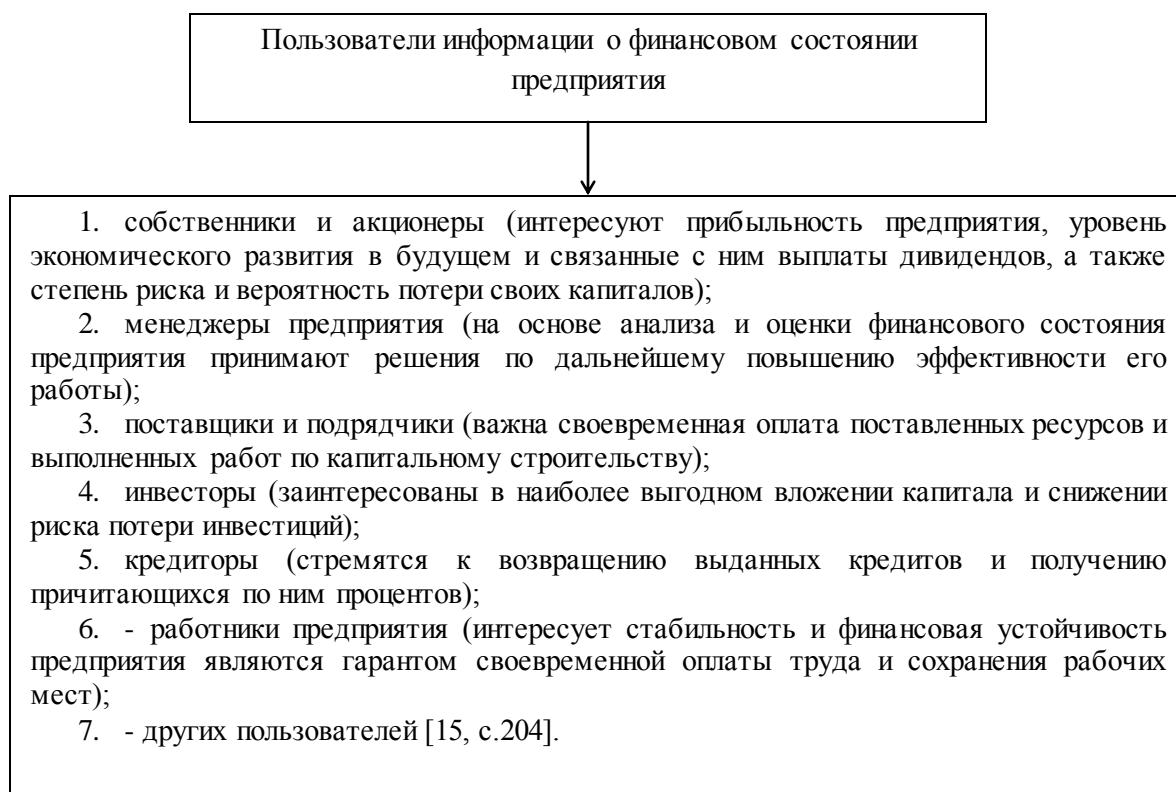 Пользователи информации о финансовом состоянии
предприятия
1. собственники и акционеры (интересуют прибыльность предприятия, уровень
экономического развития в будущем и связанные с ним выплаты дивидендов, а также
степень риска и вероятность потери своих капиталов);
2. менеджеры предприятия (на основе анализа и оценки финансового состояния
предприятия принимают решения по дальнейшему повышению эффективности его
работы);
3. поставщики и подрядчики (важна своевременная оплата поставленных ресурсов и
выполненных работ по капитальному строительству);
4. инвесторы (заинтересованы в наиболее выгодном вложении капитала и снижении
риска потери инвестиций);
5. кредиторы (стремятся к возвращению выданных кредитов и получению
причитающихся по ним процентов);
6. - работники предприятия (интересует стабильность и финансовая устойчивость
предприятия являются гарантом своевременной оплаты труда и сохранения рабочих
мест);
7. - других пользователей [15, с.204].